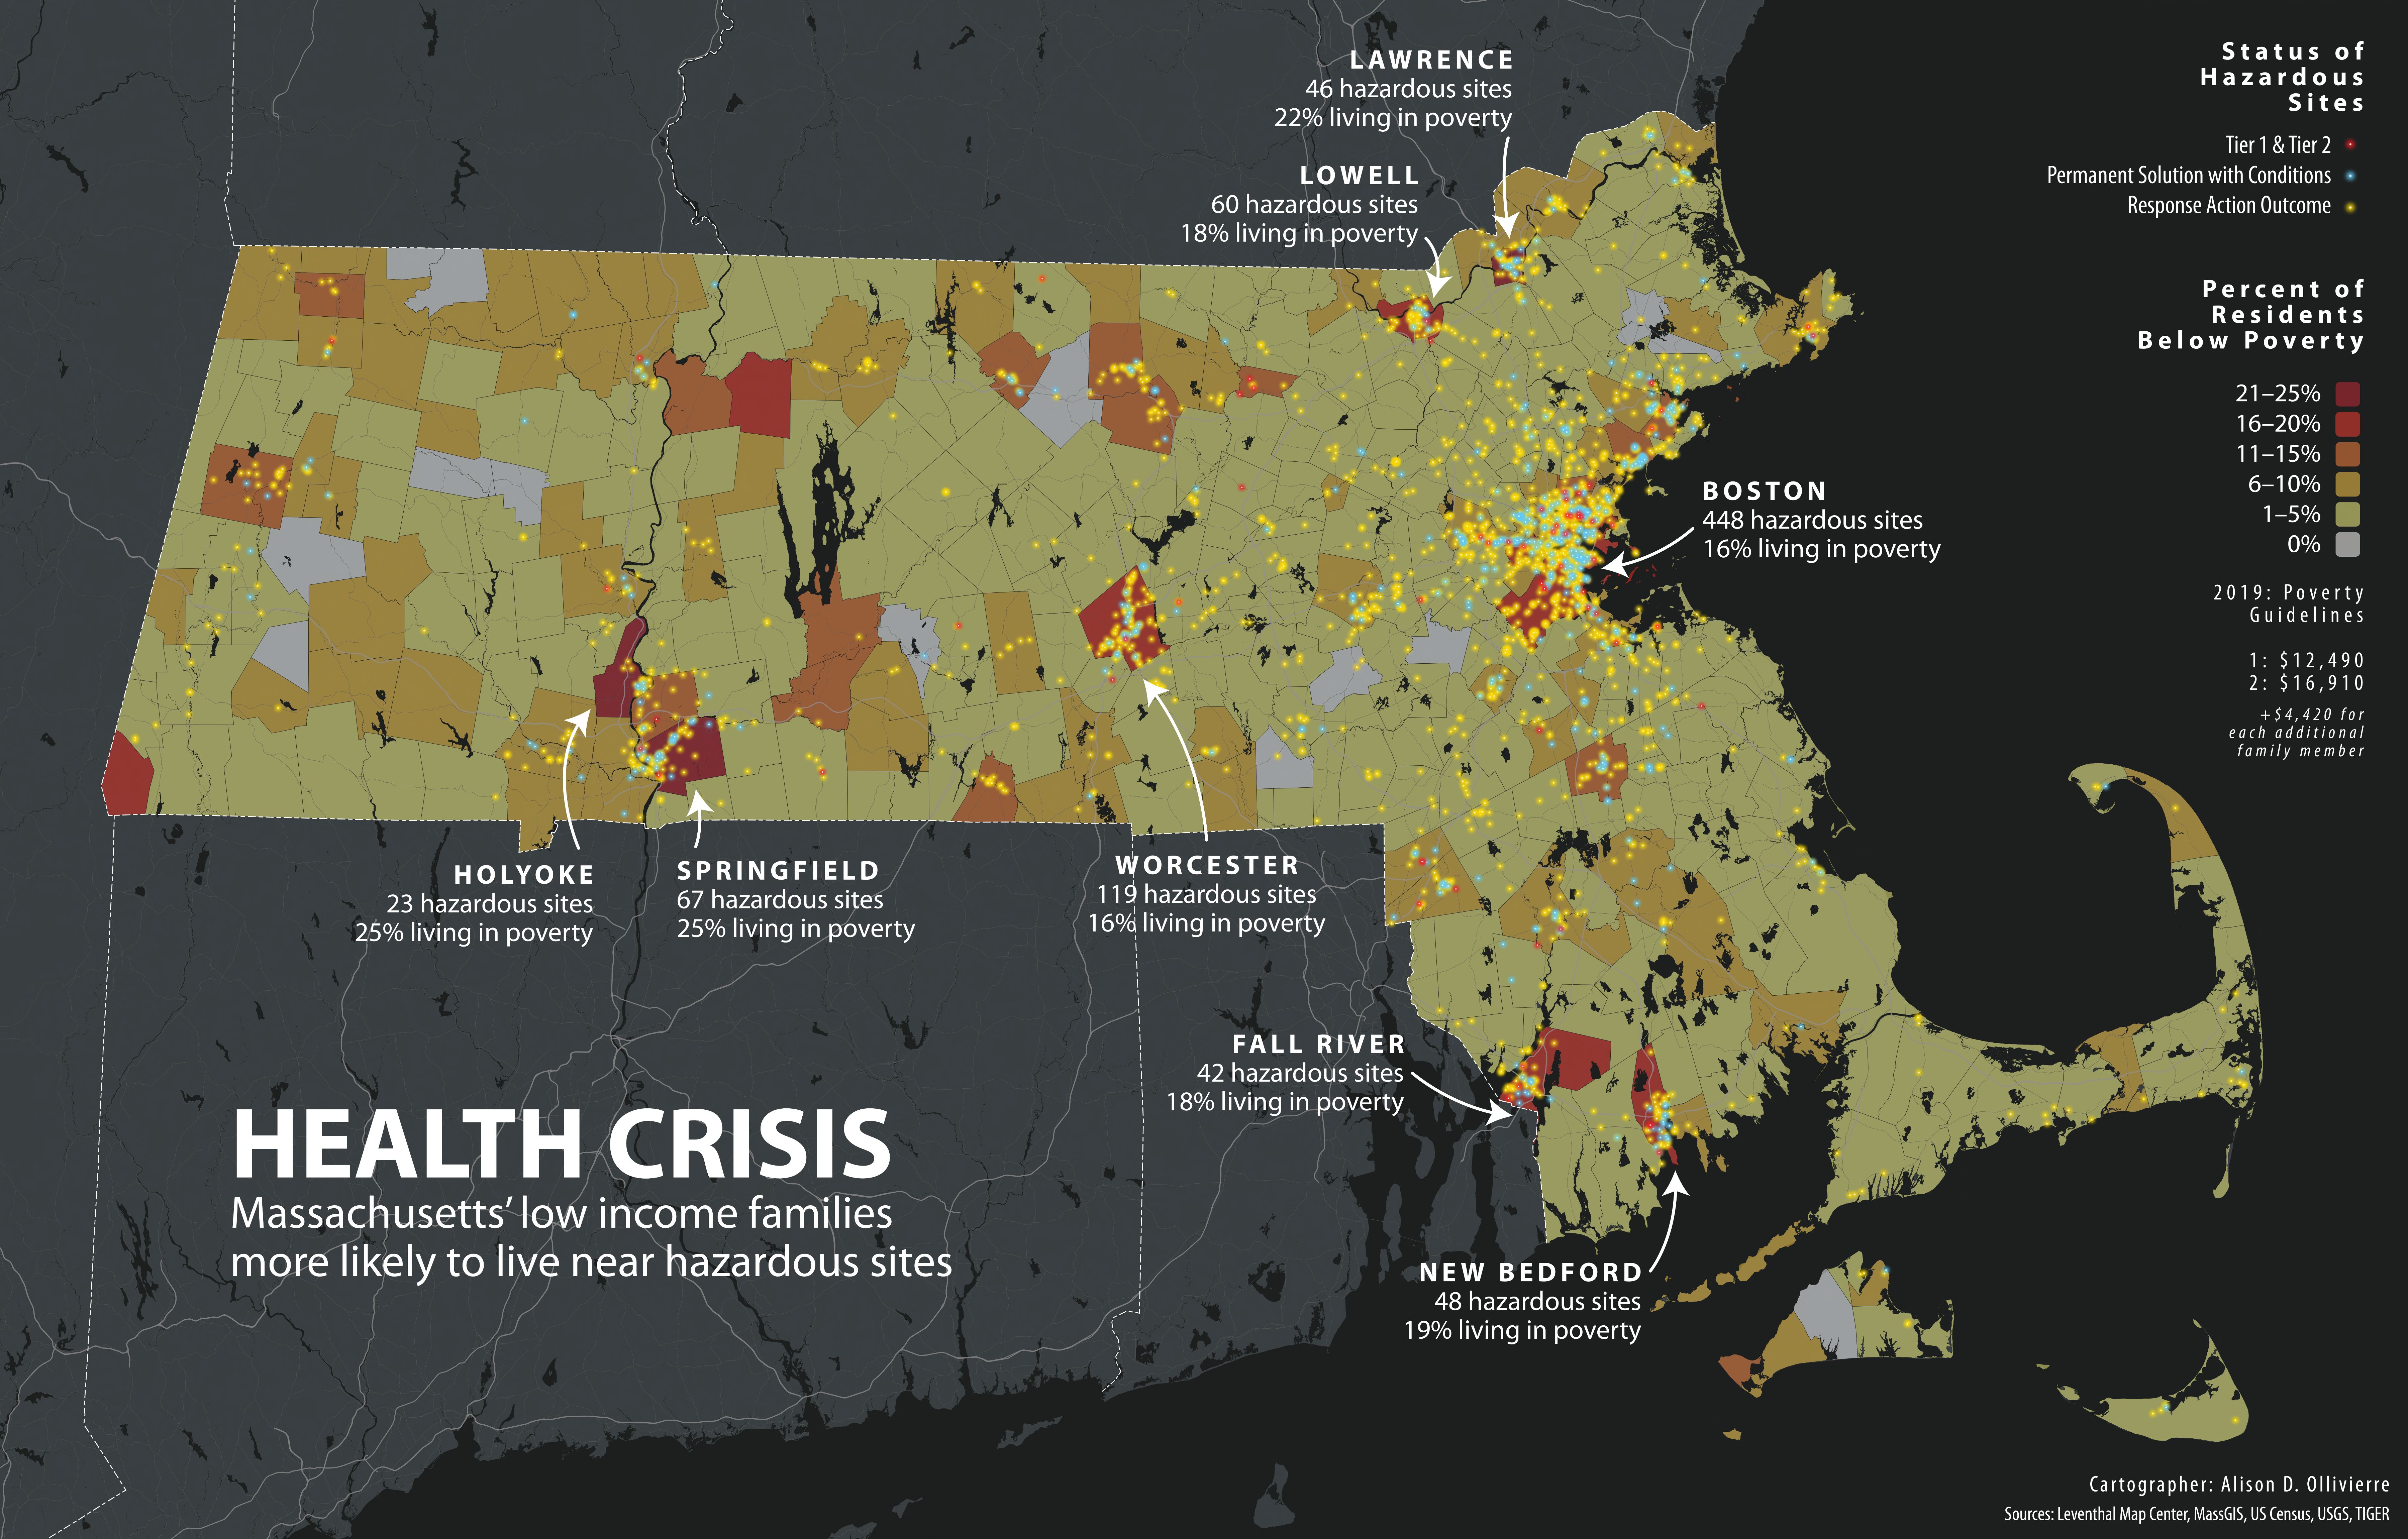 LAWRENCE
46 hazardous sites
22% living in poverty
LOWELL
60 hazardous sites
18% living in poverty
Status of
Hazardous
Sites
Tier 1 & Tier 2
Permanent Solution with Conditions
Response Action Outcome
Percent of
Residents
Below Poverty
21–25%
16–20%
11–15%
6–10%
1–5%
0%
2019: Poverty
Guidelines
1: $12,490
2: $16,910
+$4,420 for
each additional
family member
BOSTON
448 hazardous sites
16% living in poverty
HOLYOKE
23 hazardous sites
25% living in poverty
SPRINGFIELD
67 hazardous sites
25% living in poverty
WORCESTER
119 hazardous sites
16% living in poverty
FALL RIVER
42 hazardous sites
18% living in poverty
NEW BEDFORD
48 hazardous sites
19% living in poverty
HEALTH CRISIS
Massachusetts’ low income families
more likely to live near hazardous sites
Cartographer: Alison D. Ollivierre
Sources: Leventhal Map Center, MassGIS, US Census, USGS, TIGER